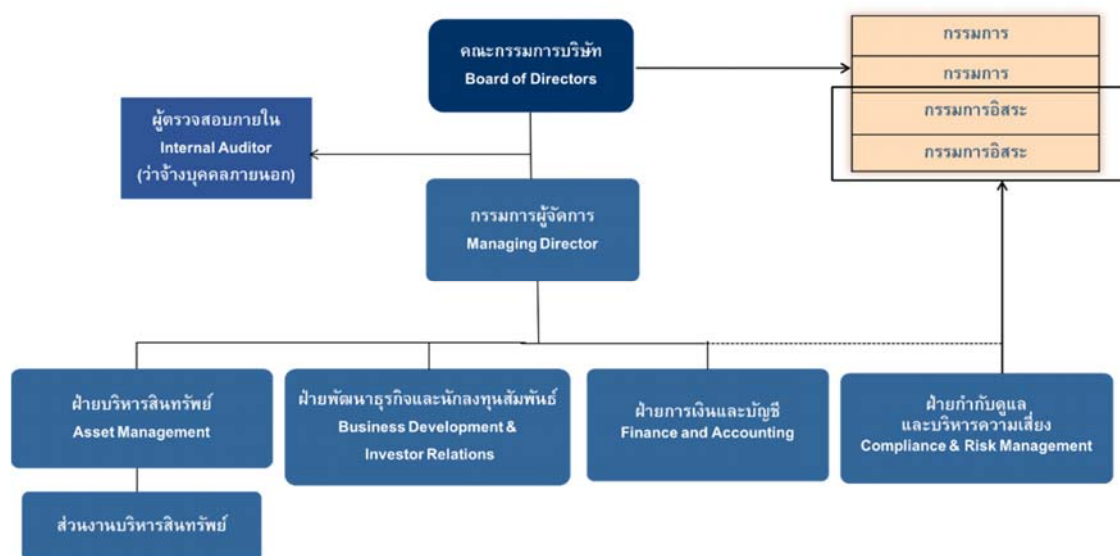 คณะกรรมการบริษัท
Board of Directors
กรรมการ
กรรมการ
กรรมการอิสระ
กรรมการอิสระ
ผู้ตรวจสอบภายใน
Internal Auditor
(ว่าจ้างบุคคลภายนอก)
กรรมการผู้จัดการ
Managing Director
ฝ่ายบริหารสินทรัพย์
Asset Management
ฝ่ายพัฒนาธุรกิจและนักลงทุนสัมพันธ์
Business Development &
Investor Relations
ฝ่ายการเงินและบัญชี
Finance and Accounting
ฝ่ายกำกับดูแล
และบริหารความเสี่ยง
Compliance & Risk Management
ส่วนงานบริหารสินทรัพย์